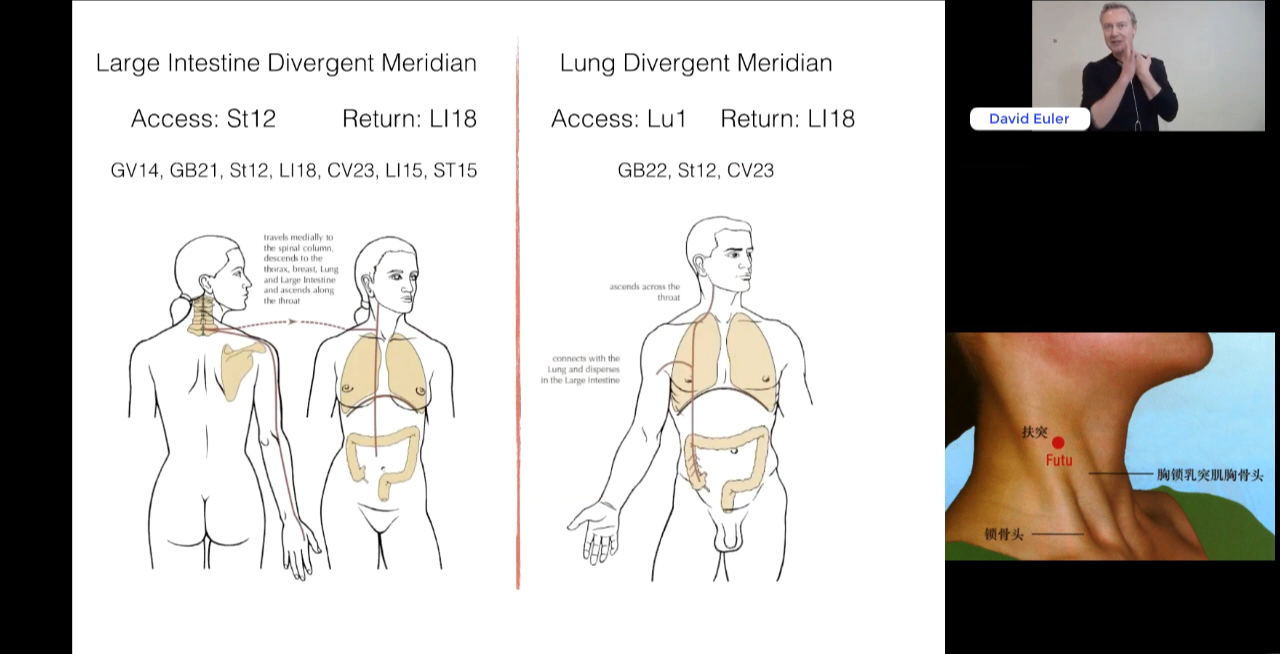 Large Intestine Divergent Meridian
Access: St12 Return: LI18
GV14, GB21, St12, LI18, CV23, LI15, ST15
travels medially to
the spinal column,
descends to the
thorax, breast, Lung
and Large Intestine
and ascends along
the throat
Lung Divergent Meridian
Access: Lu1 Return: LI18
GB22, St12, CV23
ascends across the
throat
connects with the
Lung and disperses
in the Large Intestine
David Euler
扶突
Futu
胸锁乳突肌胸骨头
锁骨头